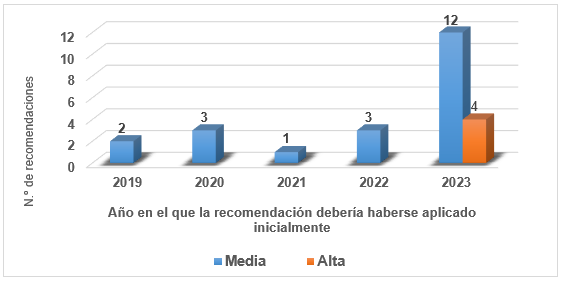 N.º de recomendaciones
12
10
8
6
4
2
0
2
3
1
3
12
4
2019 2020 2021 2022 2023
Año en el que la recomendación debería haberse aplicado
inicialmente
Media Alta